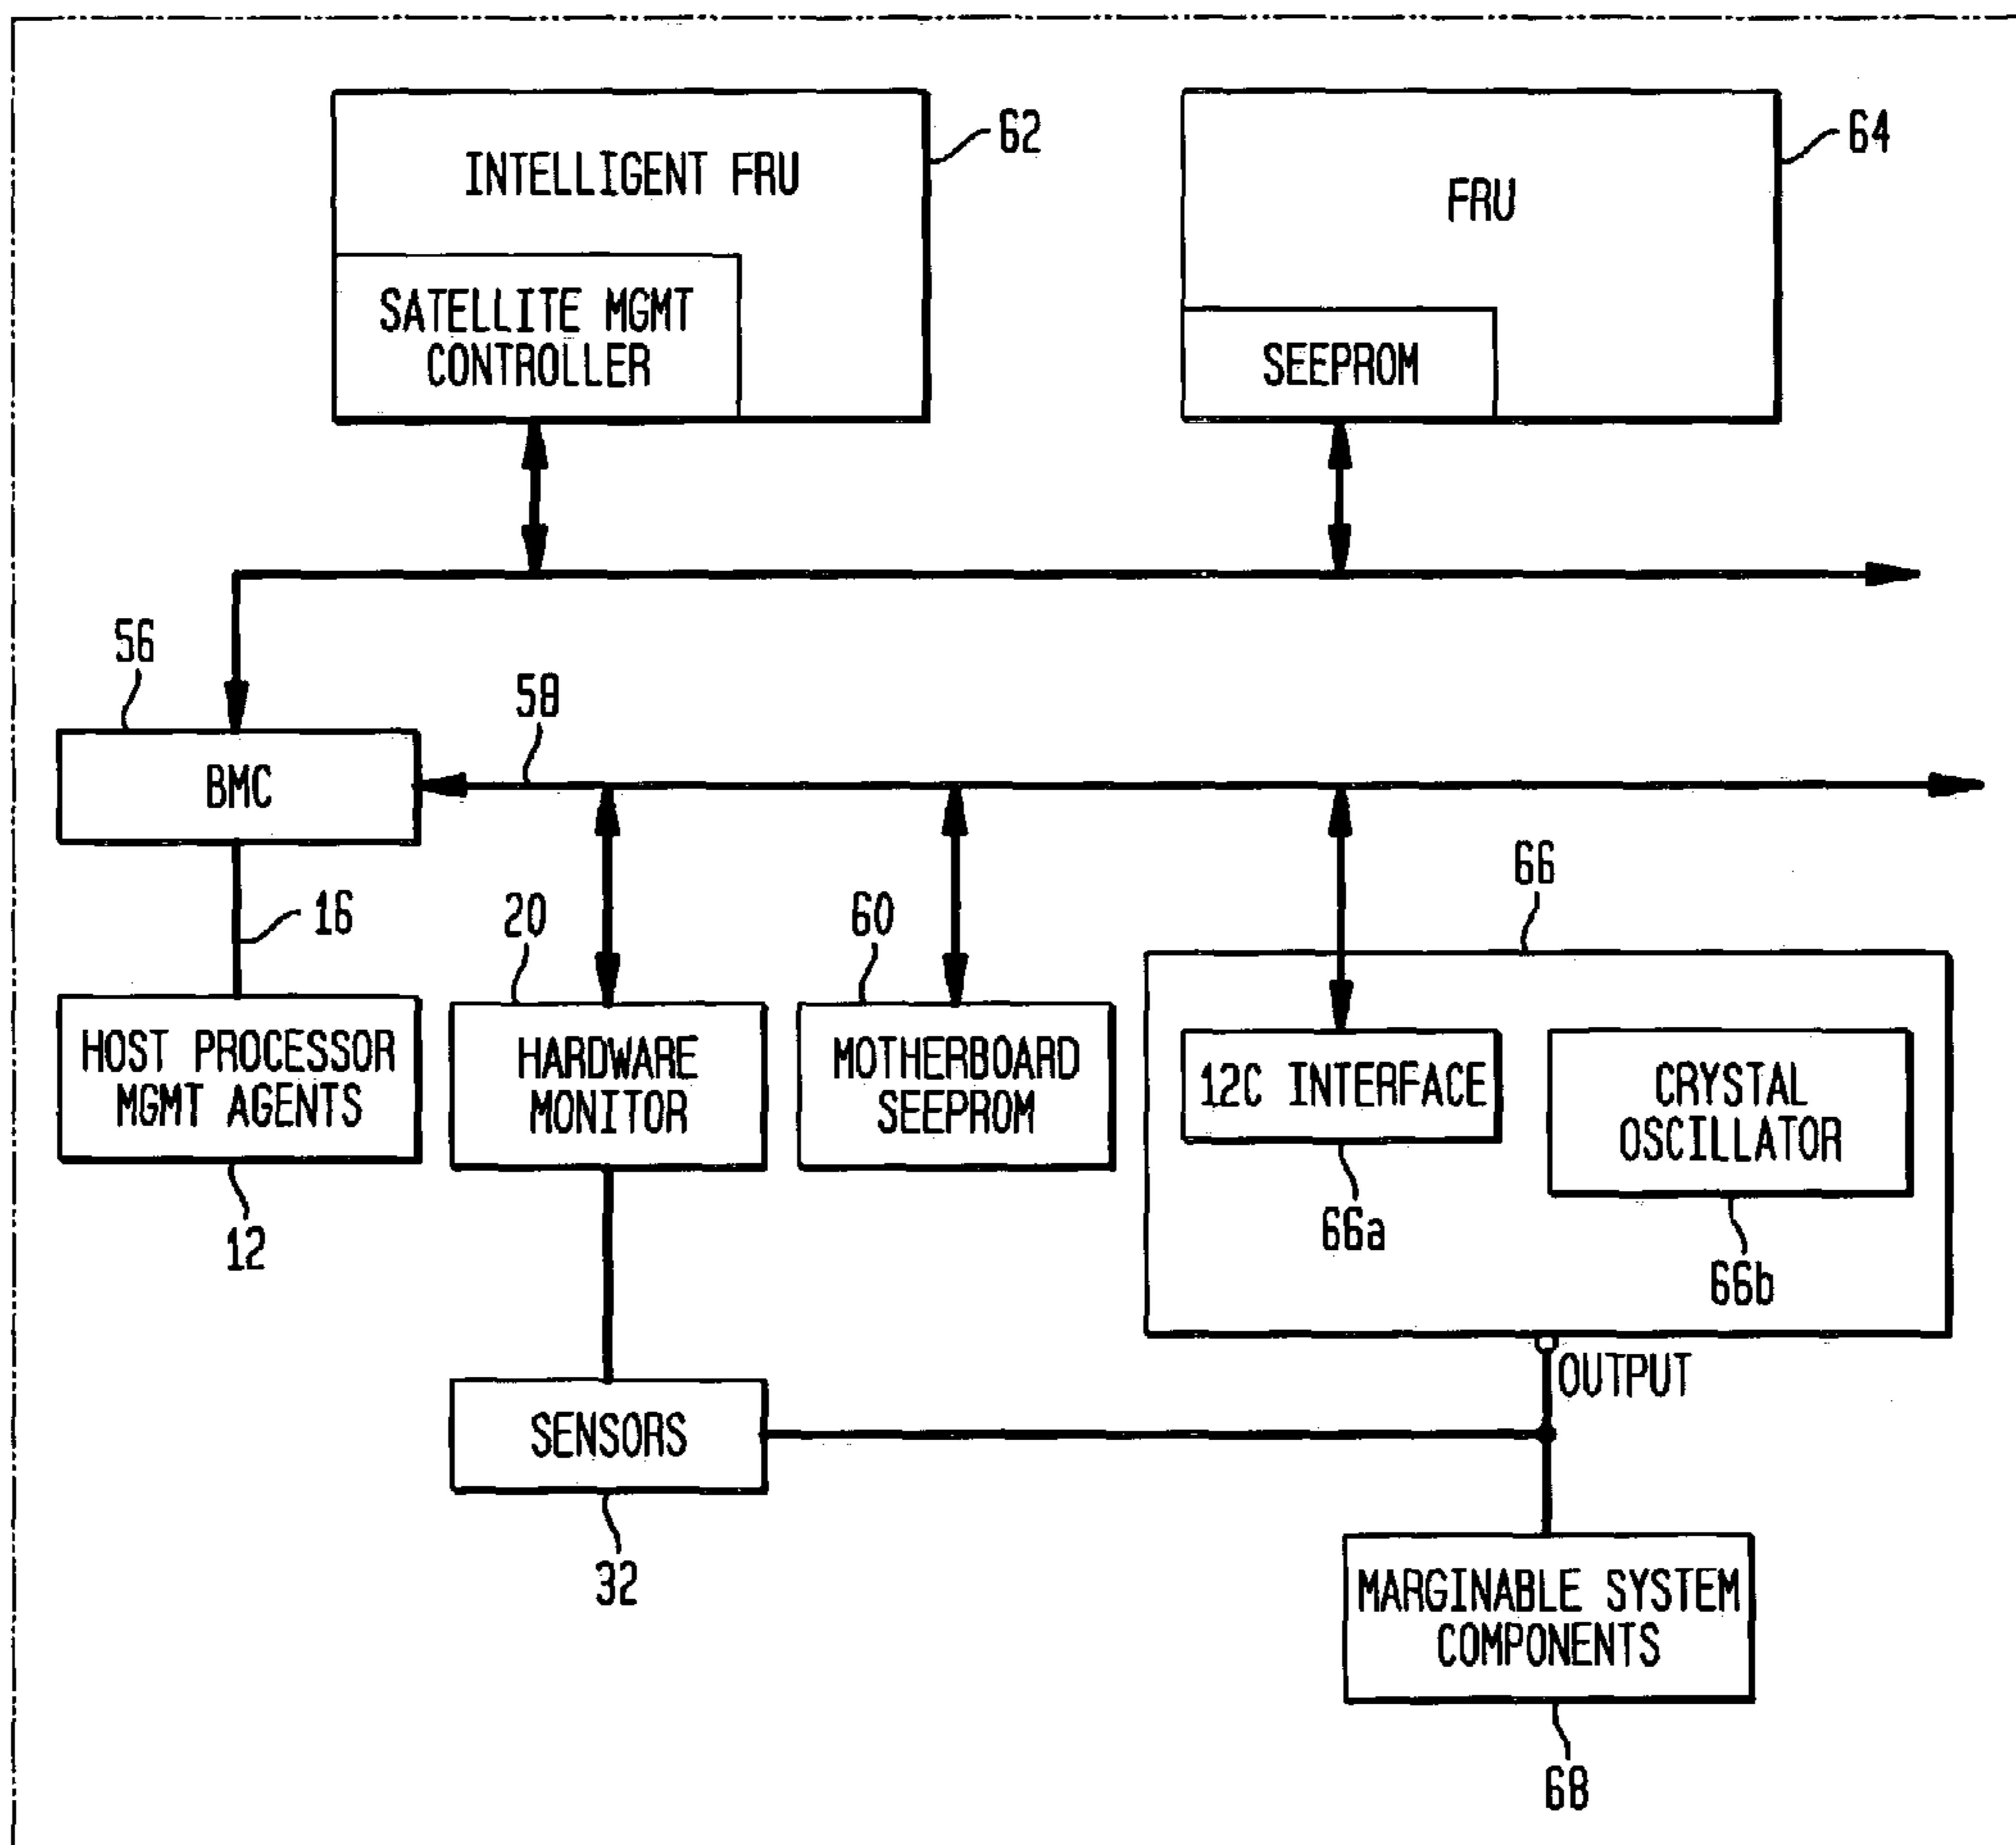 62
64
INTELLIGENT FRU
FRU
SATELLITE MGMT
CONTROLLER
SEEPROM
56
58
BMC
66
16
20
60
HOST PROCESSOR
MGMT AGENTS
HARDWARE
MONITOR
MOTHERBOARD
SEEPROM
12C INTERFACE
CRYSTAL
OSCILLATOR
12
66a
66b
OUTPUT
SENSORS
32
MARGINABLE SYSTEM
COMPONENTS
68